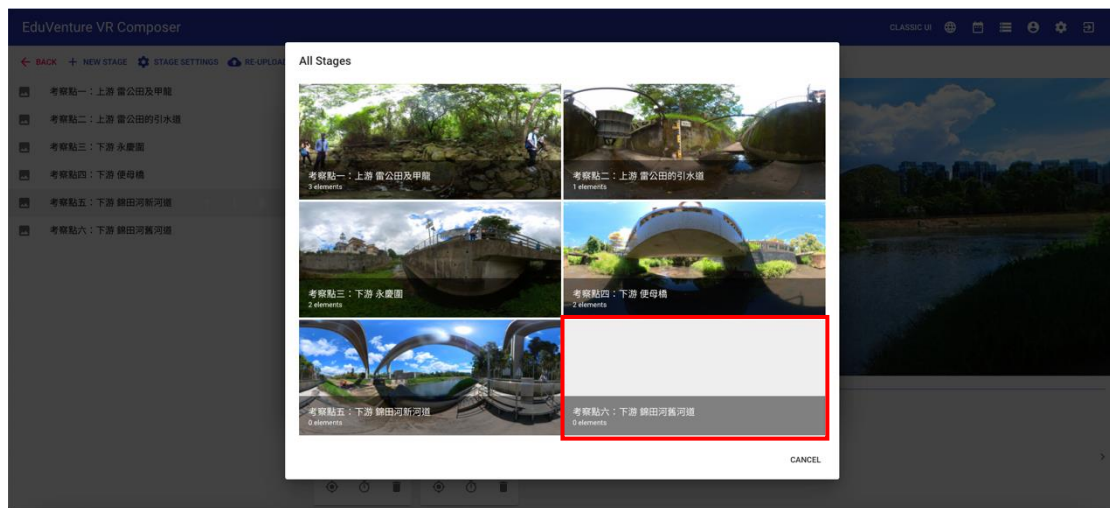 EduVenture VR Composer
CLASSIC UI
BACK + NEW STAGE STAGE SETTINGS RE-UPLOA
考察點一：上游 雷公田及甲龍
考察點二：上游 雷公田的引水道
考察點三：下游 永慶圍
考察點四：下游 便母橋
考察點五：下游 錦田河新河道
考察點六：下游 錦田河舊河道
All Stages
考察點一：上游 雷公田及甲龍
3 elements
考察點二：上游 雷公田的引水道
1 elements
考察點三：下游 永慶圍
2 elements
考察點四：下游 便母橋
2 elements
考察點五：下游 錦田河新河道
0 elements
考察點六：下游 錦田河舊河道
0 elements
CANCEL